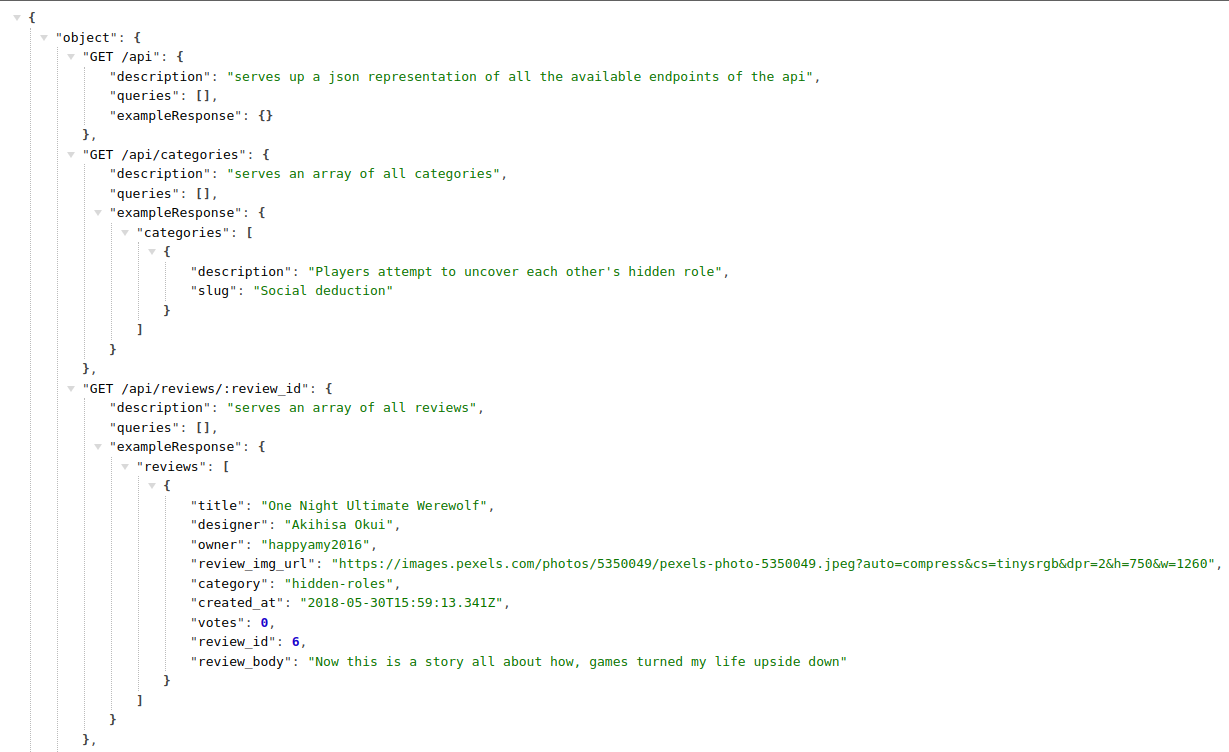 {
"object": {
"GET /api": {
"description": "serves up a json representation of all the available endpoints of the api",
"queries": [],
"exampleResponse": {}
},
"GET /api/categories": {
"description": "serves an array of all categories",
"queries": [],
"exampleResponse": {
"categories": [
{
"description": "Players attempt to uncover each other's hidden role",
"slug": "Social deduction"
}
]
}
},
"GET /api/reviews/:review_id": {
"description": "serves an array of all reviews",
"queries": [],
"exampleResponse": {
"reviews": [
{
"title": "One Night Ultimate Werewolf",
"designer": "Akihisa Okui",
"owner": "happyamy2016",
"review_img_url": "https://images.pexels.com/photos/5350049/pexels-photo-5350049.jpeg?auto=compress&cs=tinysrgb&dpr=2&h=750&w=1260",
"category": "hidden-roles",
"created_at": "2018-05-30T15:59:13.341Z",
"votes": 0,
"review_id": 6,
"review_body": "Now this is a story all about how, games turned my life upside down"
}
]
}
},